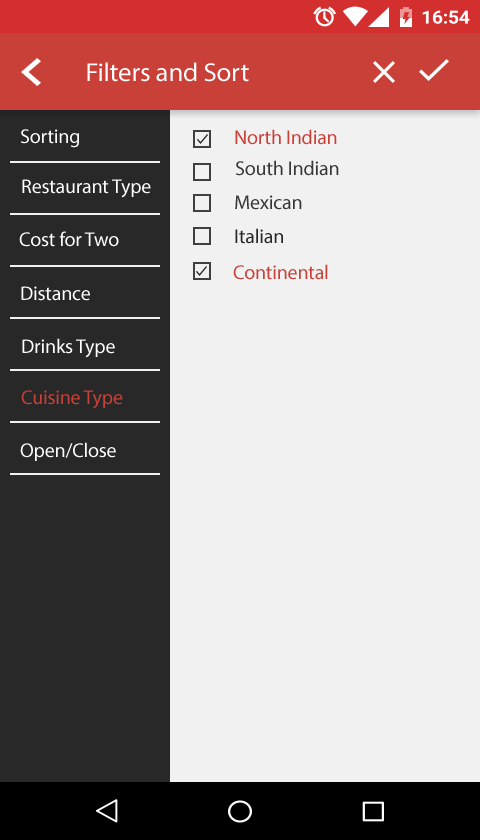 16:54
Filters and Sort
Sorting
Restaurant Type
Cost for Two
Distance
Drinks Type
Cuisine Type
Open/Close
North Indian
South Indian
Mexican
Italian
Continental